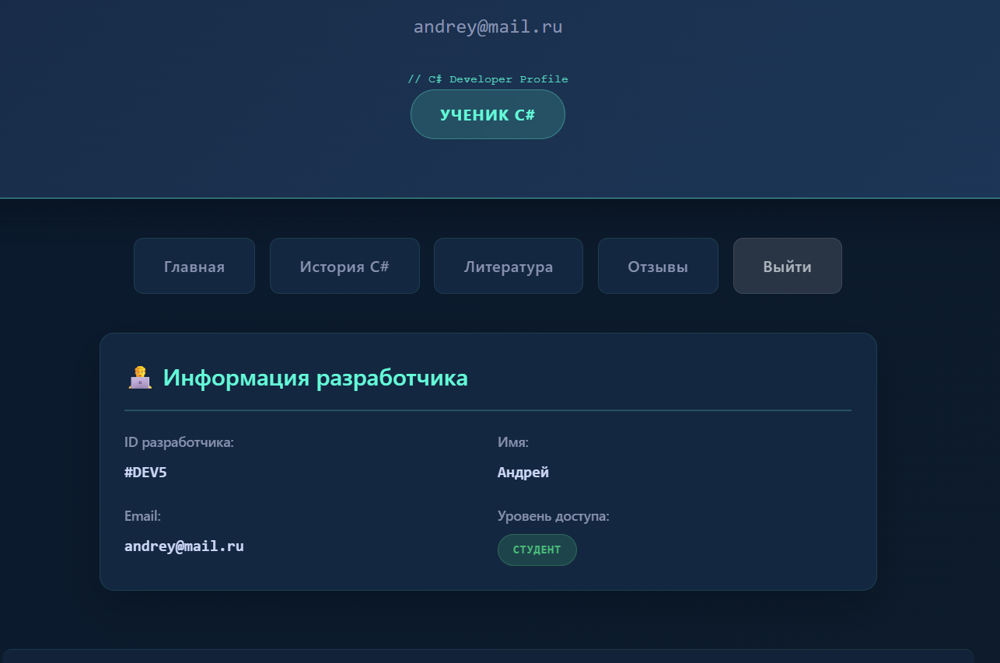 andrey@mail.ru
// C# Developer Profile
УЧЕНИК C#
Главная
История C#
Литература
Отзывы
Выйти
Информация разработчика
ID разработчика:
Имя:
#DEV5
Андрей
Email:
Уровень доступа:
andrey@mail.ru
СТУДЕНТ